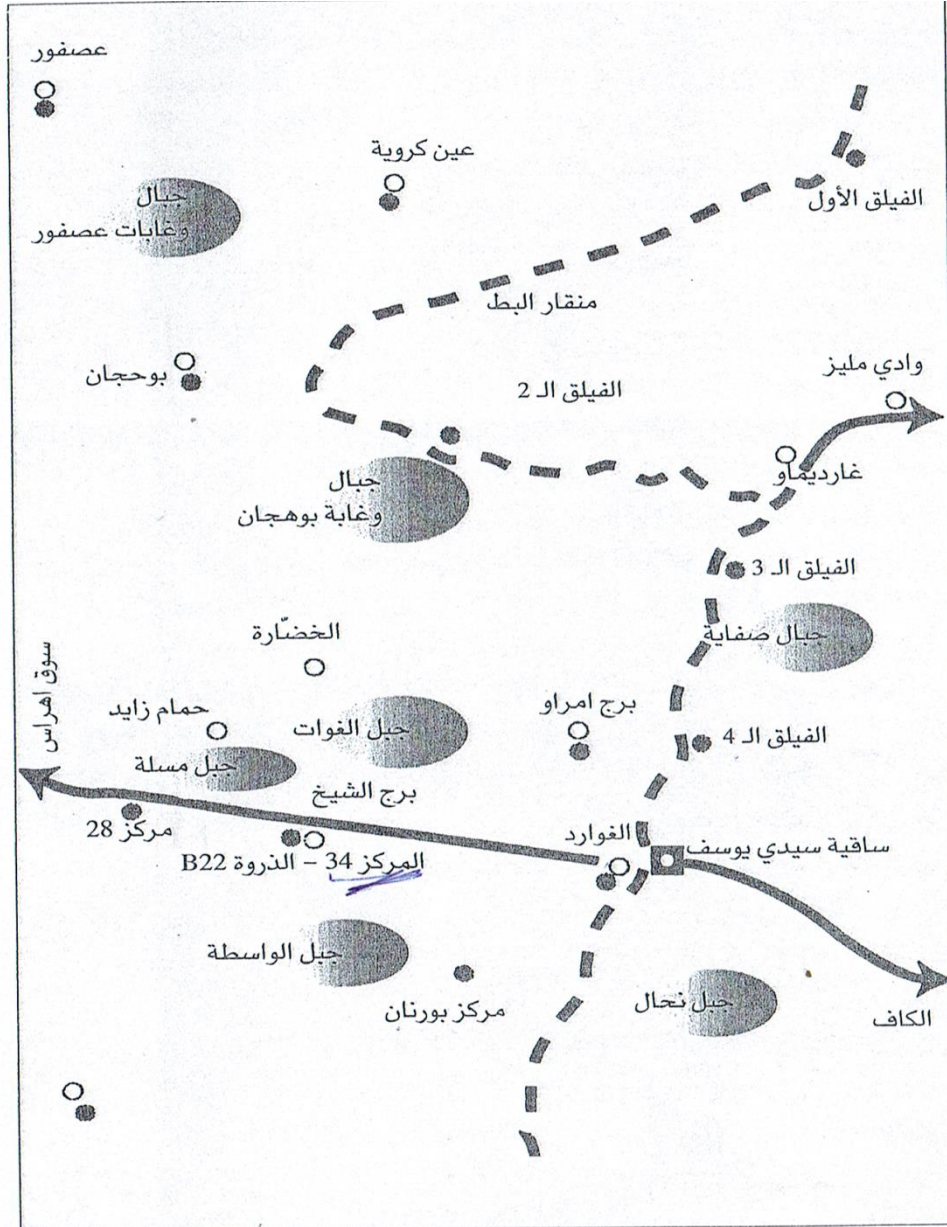 عصفور
عين كروية
الفيلق الأول
جبال
وغابات عصفور
منقار البط
وادي مليز
بوحجان
الفيلق الـ 2
غارديماو
جبال
وغابة بوهجان
الفيلق الـ 3
جبال صفاية
الخضّارة
سوق اهراس
حمام زايد
جبل الغوات
برج امراو
الفيلق الـ 4
جبل مسلة
برج الشيخ
مركز 28
الغوارد
ساقية سيدي يوسف
المركز 34 – الذروة B22
جبل الواسطة
مركز بورنان
جبل نحال
الكاف